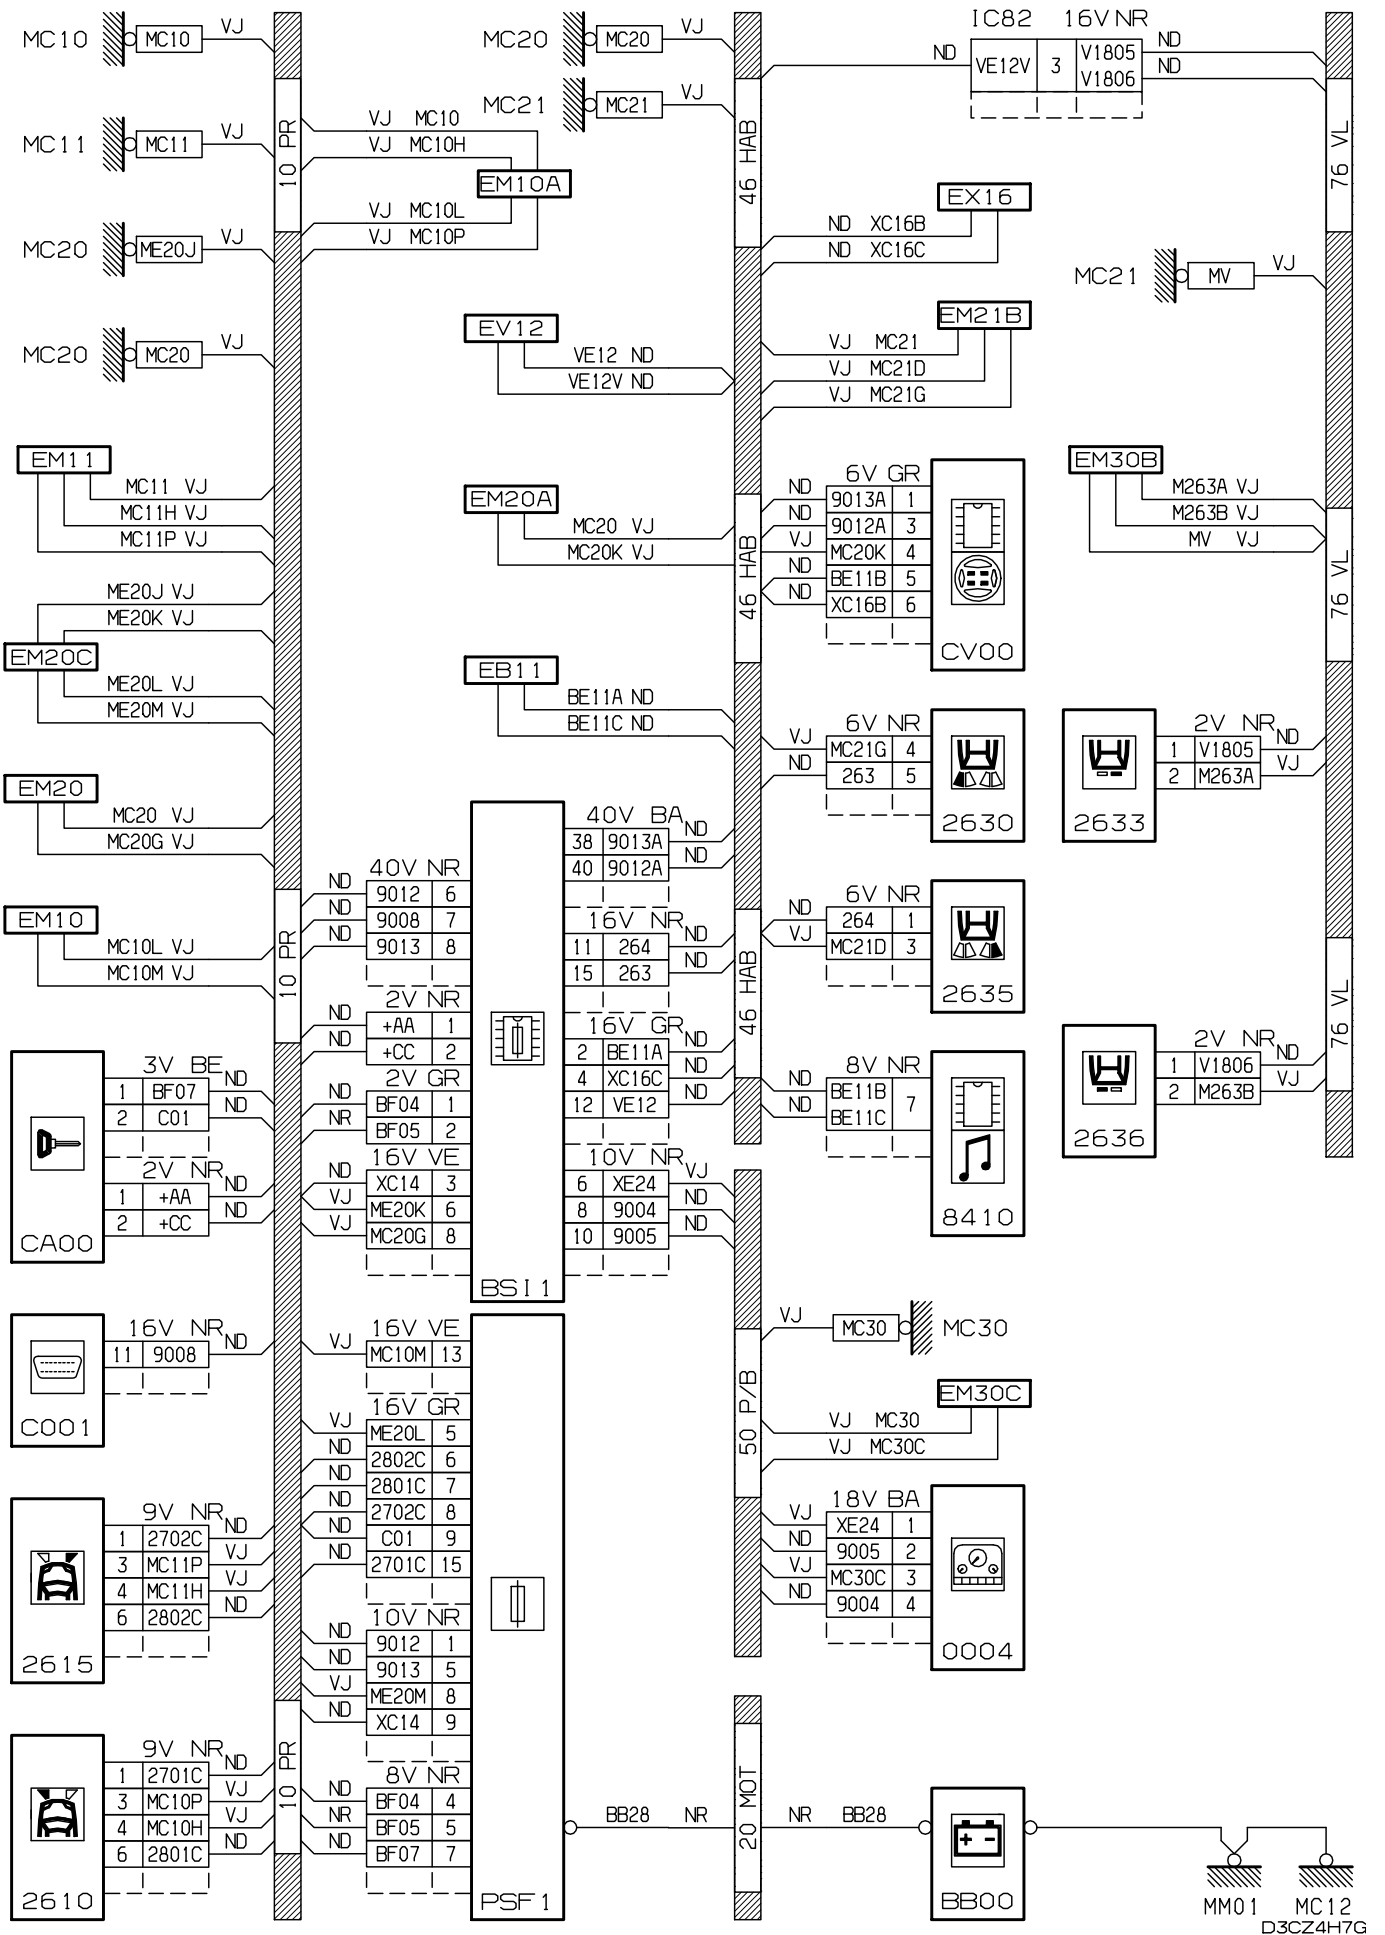 MC10 MC10 VJ
MC11 MC11 VJ
MC20 ME20J VJ
MC20 MC20 VJ
10 PR
VJ MC10
VJ MC10H
EM10A
VJ MC10L
VJ MC10P
EM11
MC11 VJ
MC11H VJ
MC11P VJ
ME20J VJ
ME20K VJ
EM20C
ME20L VJ
ME20M VJ
EM20
MC20 VJ
MC20G VJ
EM10
MC10L VJ
MC10M VJ
10 PR
CA00
3V BE
1 BF07 ND
2 C01 ND
2V NR
1 +AA ND
2 +CC ND
C001
16V NR
11 9008 ND
2615
9V NR
1 2702C ND
3 MC11P VJ
4 MC11H VJ
6 2802C ND
2610
9V NR
1 2701C ND
3 MC10P VJ
4 MC10H VJ
6 2801C ND
10 PR
MC20 MC20 VJ
MC21 MC21 VJ
46 HAB
EV12
VE12 ND
VE12V ND
EM20A
MC20 VJ
MC20K VJ
46 HAB
EB11
BE11A ND
BE11C ND
40V NR
ND 9012 6
ND 9008 7
ND 9013 8
2V NR
ND +AA 1
ND +CC 2
2V GR
ND BF04 1
NR BF05 2
16V VE
ND XC14 3
VJ ME20K 6
VJ MC20G 8
BSI1
40V BA
38 9013A ND
40 9012A ND
16V NR
11 264 ND
15 263 ND
16V GR
2 BE11A ND
4 XC16C ND
12 VE12 ND
10V NR
6 XE24 VJ
8 9004 ND
10 9005 ND
46 HAB
16V VE
VJ MC10M 13
16V GR
VJ ME20L 5
ND 2802C 6
ND 2801C 7
ND 2702C 8
ND C01 9
ND 2701C 15
10V NR
ND 9012 1
ND 9013 5
VJ ME20M 8
ND XC14 9
8V NR
ND BF04 4
NR BF05 5
ND BF07 7
PSF1
BB28 NR
20 MOT
NR BB28
BB00
MM01
MC12
IC82 16V NR
ND VE12V 3 V1805 ND
V1806 ND
76 VL
EX16
ND XC16B
ND XC16C
MC21 MV VJ
EM21B
VJ MC21
VJ MC21D
VJ MC21G
6V GR
ND 9013A 1
ND 9012A 3
VJ MC20K 4
ND BE11B 5
ND XC16B 6
CV00
EM30B
M263A VJ
M263B VJ
MV VJ
76 VL
6V NR
VJ MC21G 4
ND 263 5
2630
2633
2V NR
1 V1805 ND
2 M263A VJ
6V NR
ND 264 1
VJ MC21D 3
2635
76 VL
2636
2V NR
1 V1806 ND
2 M263B VJ
8V NR
ND BE11B 7
ND BE11C
8410
50 P/B
VJ MC30 MC30
EM30C
VJ MC30
VJ MC30C
18V BA
VJ XE24 1
ND 9005 2
VJ MC30C 3
ND 9004 4
0004
D3CZ4H7G